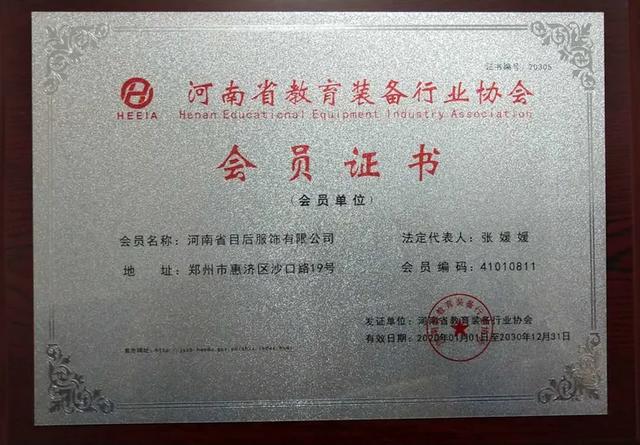 证书编号：20305
HEEIA
河南省教育装备行业协会
Henan Educational Equipment Industry Association
会员证书
（会员单位）
会员名称：河南省目后服饰有限公司
法定代表人：张媛媛
地 址：郑州市惠济区沙口路19号
会员编码：41010811
发证单位：河南省教育装备行业协会
有效日期：2020年01月01日至2030年12月31日